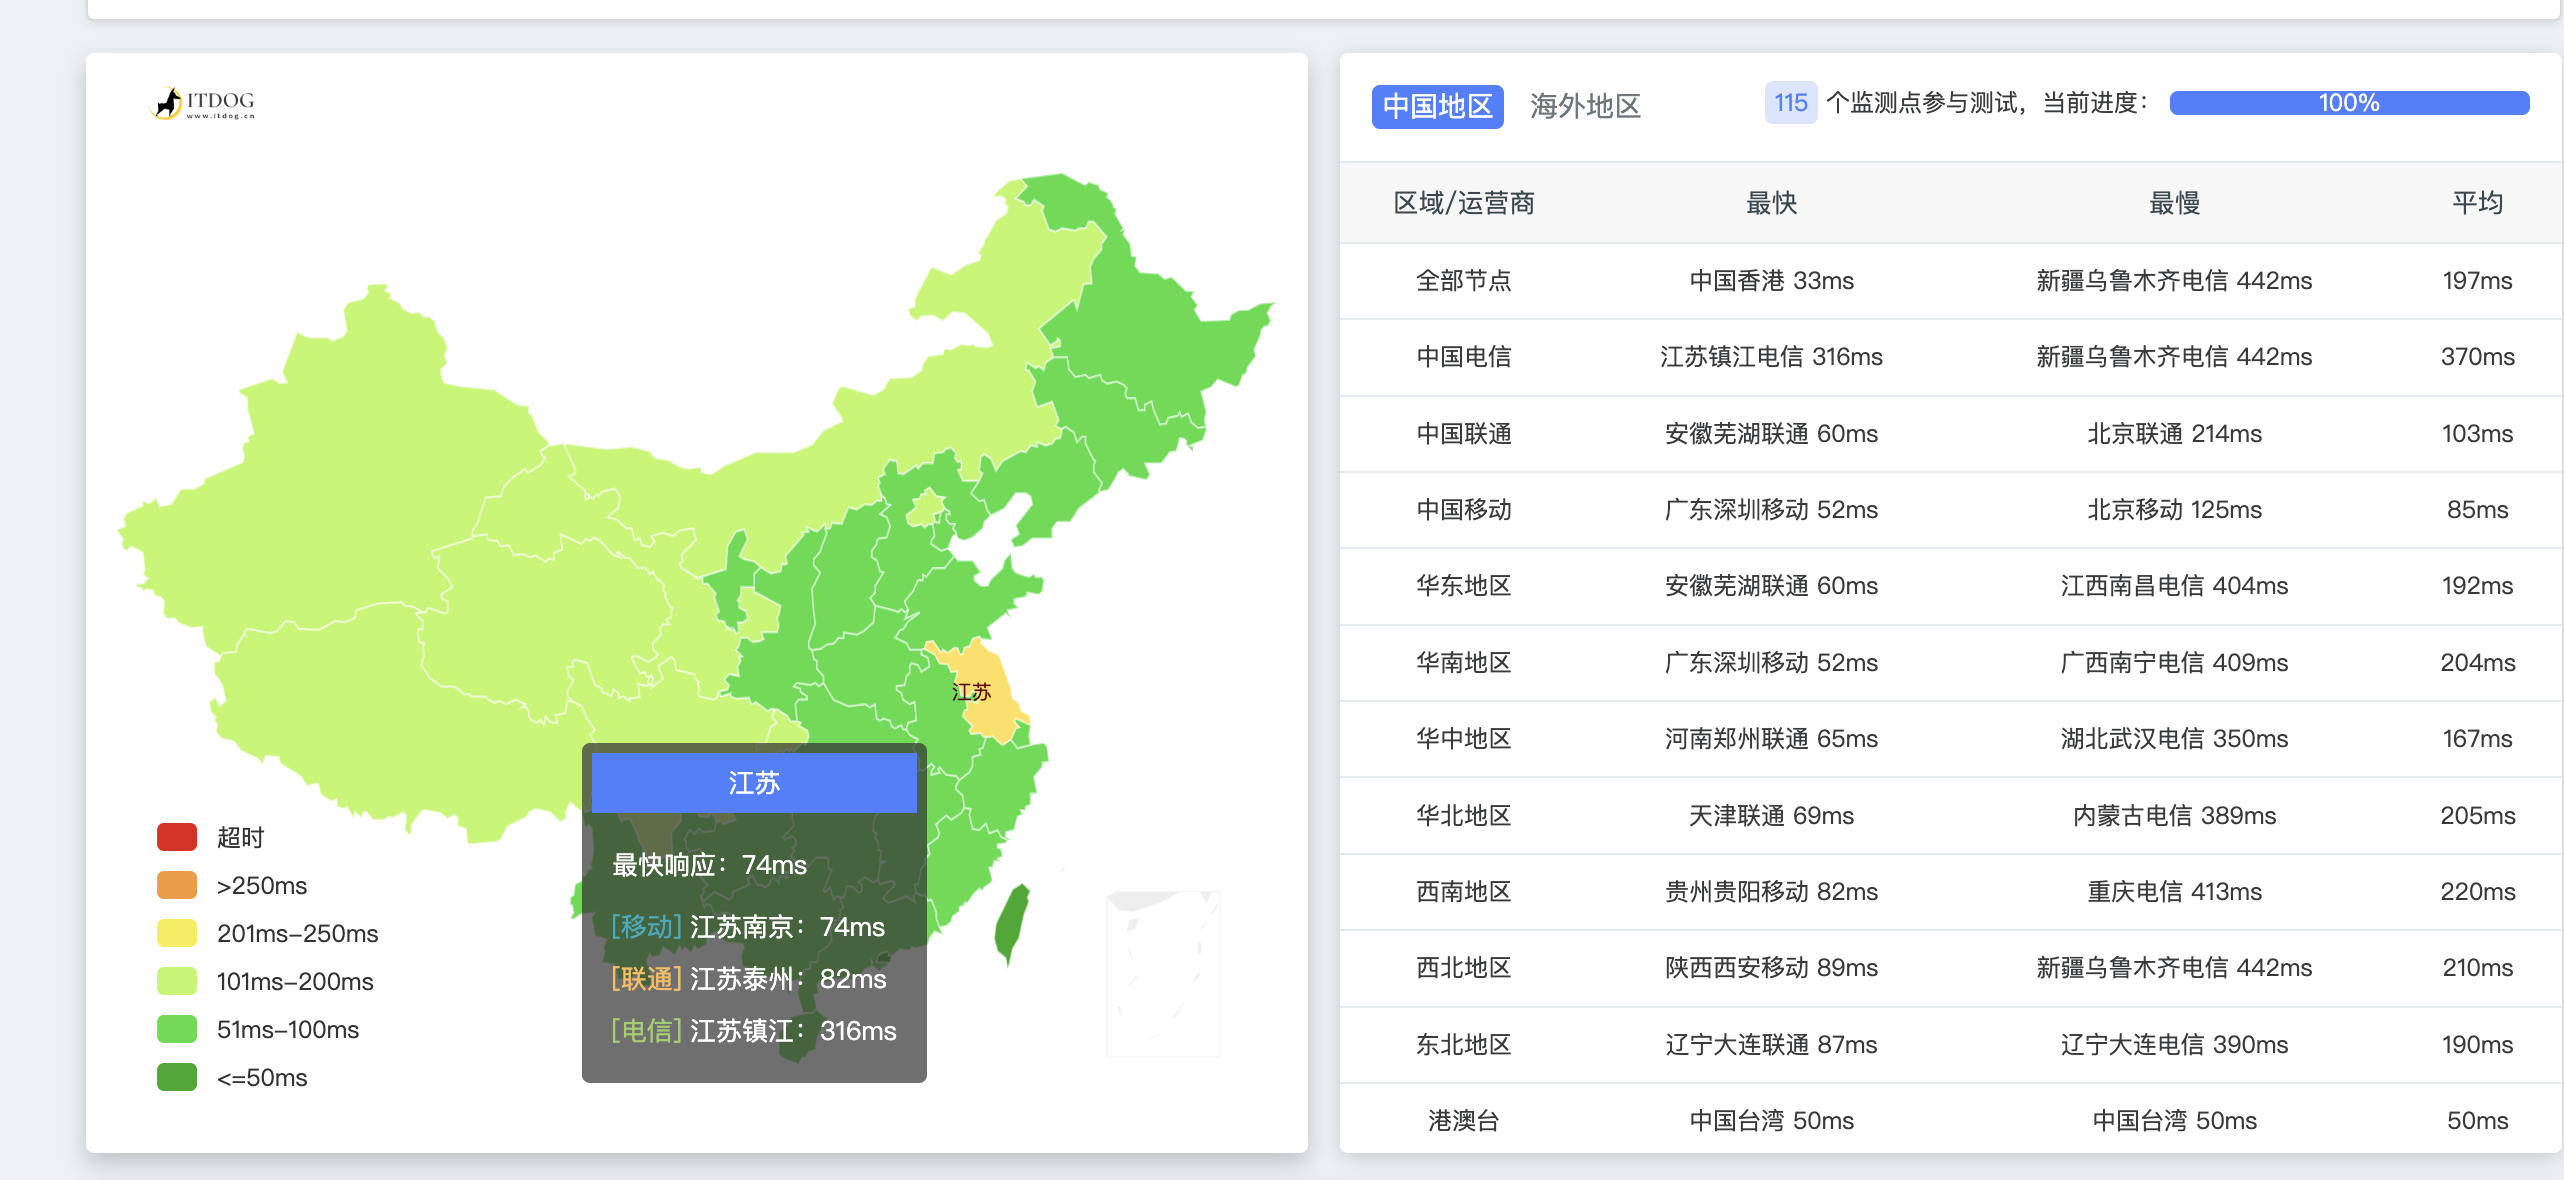 ITDOG
www.itdog.cn
江苏
江苏
最快响应：74ms
[移动] 江苏南京：74ms
[联通] 江苏泰州：82ms
[电信] 江苏镇江：316ms
超时
>250ms
201ms-250ms
101ms-200ms
51ms-100ms
<=50ms
中国地区 海外地区 115 个监测点参与测试，当前进度： 100%
区域/运营商 最快 最慢 平均
全部节点 中国香港 33ms 新疆乌鲁木齐电信 442ms 197ms
中国电信 江苏镇江电信 316ms 新疆乌鲁木齐电信 442ms 370ms
中国联通 安徽芜湖联通 60ms 北京联通 214ms 103ms
中国移动 广东深圳移动 52ms 北京移动 125ms 85ms
华东地区 安徽芜湖联通 60ms 江西南昌电信 404ms 192ms
华南地区 广东深圳移动 52ms 广西南宁电信 409ms 204ms
华中地区 河南郑州联通 65ms 湖北武汉电信 350ms 167ms
华北地区 天津联通 69ms 内蒙古电信 389ms 205ms
西南地区 贵州贵阳移动 82ms 重庆电信 413ms 220ms
西北地区 陕西西安移动 89ms 新疆乌鲁木齐电信 442ms 210ms
东北地区 辽宁大连联通 87ms 辽宁大连电信 390ms 190ms
港澳台 中国台湾 50ms 中国台湾 50ms 50ms